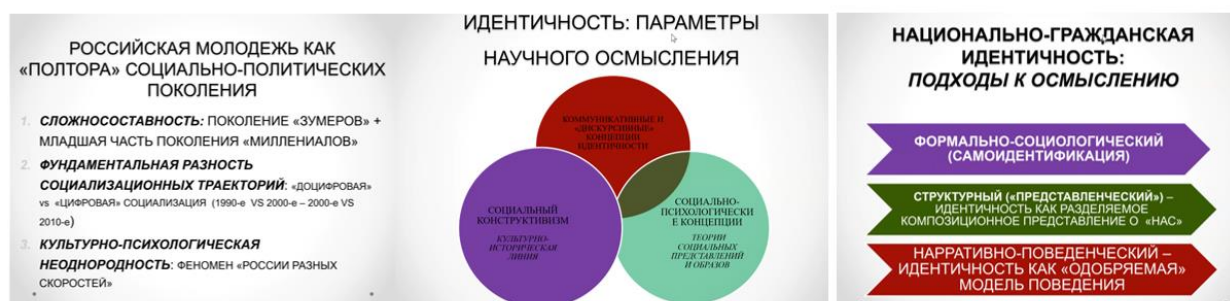 РОССИЙСКАЯ МОЛОДЕЖЬ КАК
«ПОЛТОРА» СОЦИАЛЬНО-ПОЛИТИЧЕСКИХ
ПОКОЛЕНИЯ
1. СЛОЖНОСОСТАВНОСТЬ: ПОКОЛЕНИЕ «ЗУМЕРОВ» +
МЛАДШАЯ ЧАСТЬ ПОКОЛЕНИЯ «МИЛЛЕНИАЛОВ»
2. ФУНДАМЕНТАЛЬНАЯ РАЗНОСТЬ
СОЦИАЛИЗАЦИОННЫХ ТРАЕКТОРИЙ: «ДОЦИФРОВАЯ»
vs «ЦИФРОВАЯ» СОЦИАЛИЗАЦИЯ (1990-е VS 2000-е – 2000-е VS
2010-е)
3. КУЛЬТУРНО-ПСИХОЛОГИЧЕСКАЯ
НЕОДНОРОДНОСТЬ: ФЕНОМЕН «РОССИИ РАЗНЫХ
СКОРОСТЕЙ»
ИДЕНТИЧНОСТЬ: ПАРАМЕТРЫ
НАУЧНОГО ОСМЫСЛЕНИЯ
КОММУНИКАТИВНЫЕ И
«ДИСКУРСИВНЫЕ»
КОНЦЕПЦИИ
ИДЕНТИЧНОСТИ
СОЦИАЛЬНЫЙ
КОНСТРУКТИВИЗМ
КУЛЬТУРНО-
ИСТОРИЧЕСКАЯ
ЛИНИЯ
СОЦИАЛЬНО-
ПСИХОЛОГИЧЕСКИ
Е КОНЦЕПЦИИ
ТЕОРИИ
СОЦИАЛЬНЫХ
ПРЕДСТАВЛЕНИЙ
И ОБРАЗОВ
НАЦИОНАЛЬНО-ГРАЖДАНСКАЯ
ИДЕНТИЧНОСТЬ:
ПОДХОДЫ К ОСМЫСЛЕНИЮ
ФОРМАЛЬНО-СОЦИОЛОГИЧЕСКИЙ
(САМОИДЕНТИФИКАЦИЯ)
СТРУКТУРНЫЙ («ПРЕДСТАВЛЕНЧЕСКИЙ») –
ИДЕНТИЧНОСТЬ КАК РАЗДЕЛЯЕМОЕ
КОМПОЗИЦИОННОЕ ПРЕДСТАВЛЕНИЕ О «НАС»
НАРРАТИВНО-ПОВЕДЕНЧЕСКИЙ –
ИДЕНТИЧНОСТЬ КАК «ОДОБРЯЕМАЯ»
МОДЕЛЬ ПОВЕДЕНИЯ